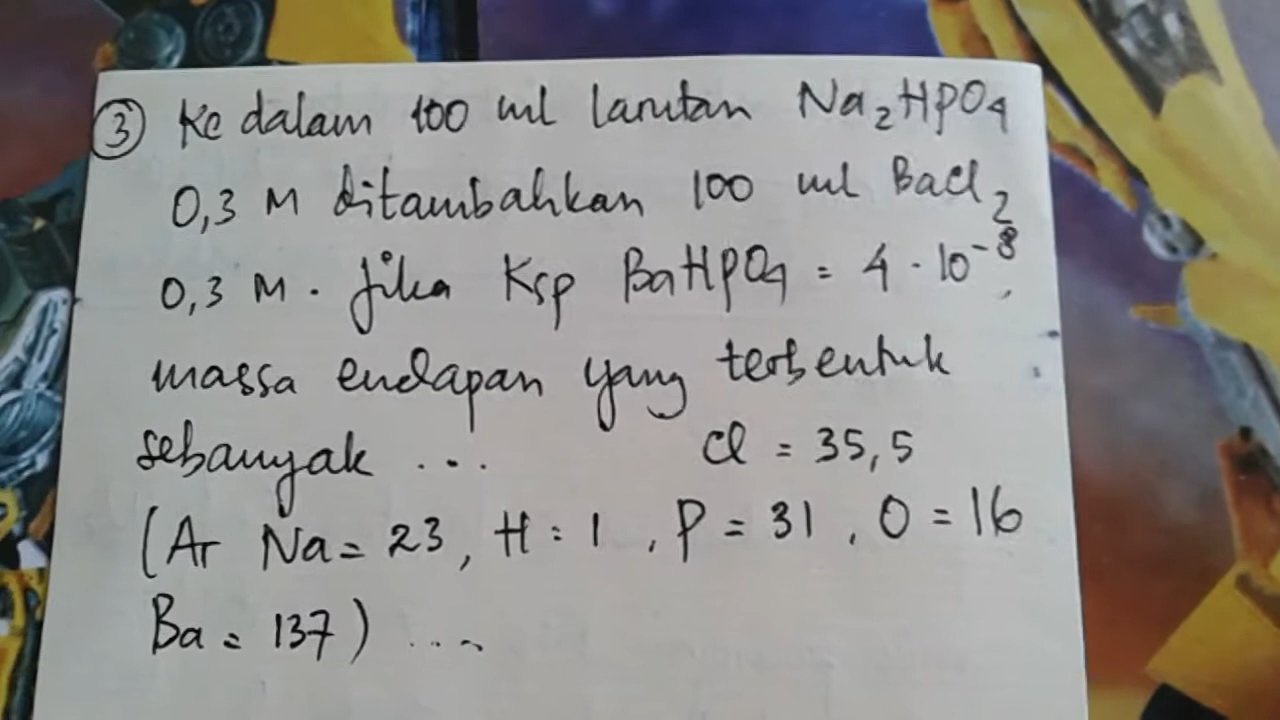 ③ Ke dalam 100 ml larutan Na₂HPO₄
0,3 M ditambahkan 100 ml BaCl₂
0,3 M. Jika Ksp BaHPO₄ = 4 · 10⁻⁸,
massa endapan yang terbentuk
sebanyak ... Cl = 35,5
(Ar Na = 23, H = 1, P = 31, O = 16
Ba = 137) ....